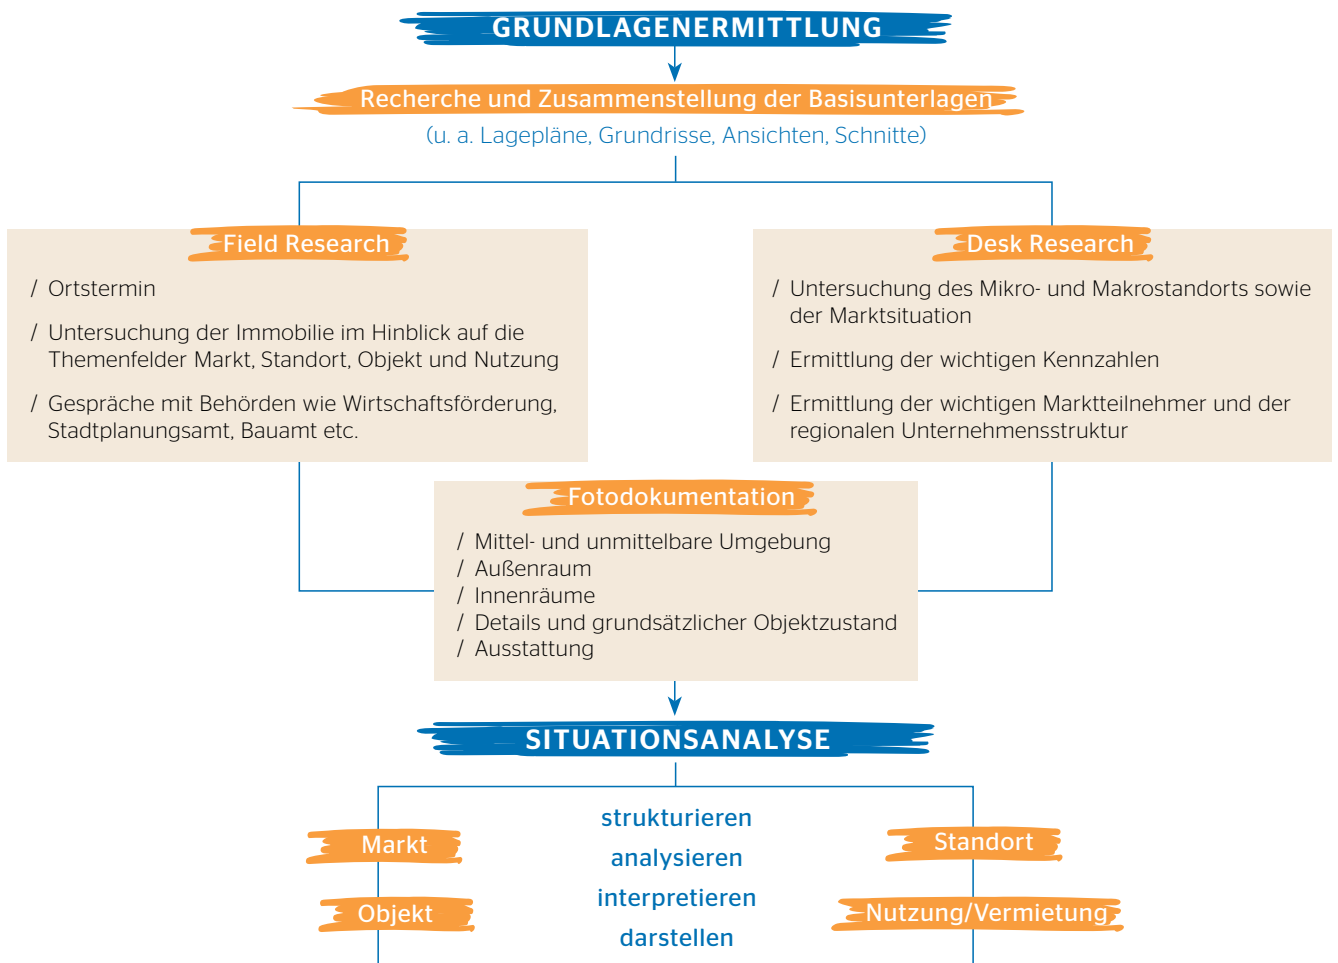 GRUNDLAGENERMITTLUNG
Recherche und Zusammenstellung der Basisunterlagen
(u. a. Lagepläne, Grundrisse, Ansichten, Schnitte)
Field Research
/ Ortstermin
/ Untersuchung der Immobilie im Hinblick auf die
Themenfelder Markt, Standort, Objekt und Nutzung
/ Gespräche mit Behörden wie Wirtschaftsförderung,
Stadtplanungsamt, Bauamt etc.
Desk Research
/ Untersuchung des Mikro- und Makrostandorts sowie
der Marktsituation
/ Ermittlung der wichtigen Kennzahlen
/ Ermittlung der wichtigen Marktteilnehmer und der
regionalen Unternehmensstruktur
Fotodokumentation
/ Mittel- und unmittelbare Umgebung
/ Außenraum
/ Innenräume
/ Details und grundsätzlicher Objektzustand
/ Ausstattung
SITUATIONSANALYSE
Markt
Objekt
strukturieren
analysieren
interpretieren
darstellen
Standort
Nutzung/Vermietung